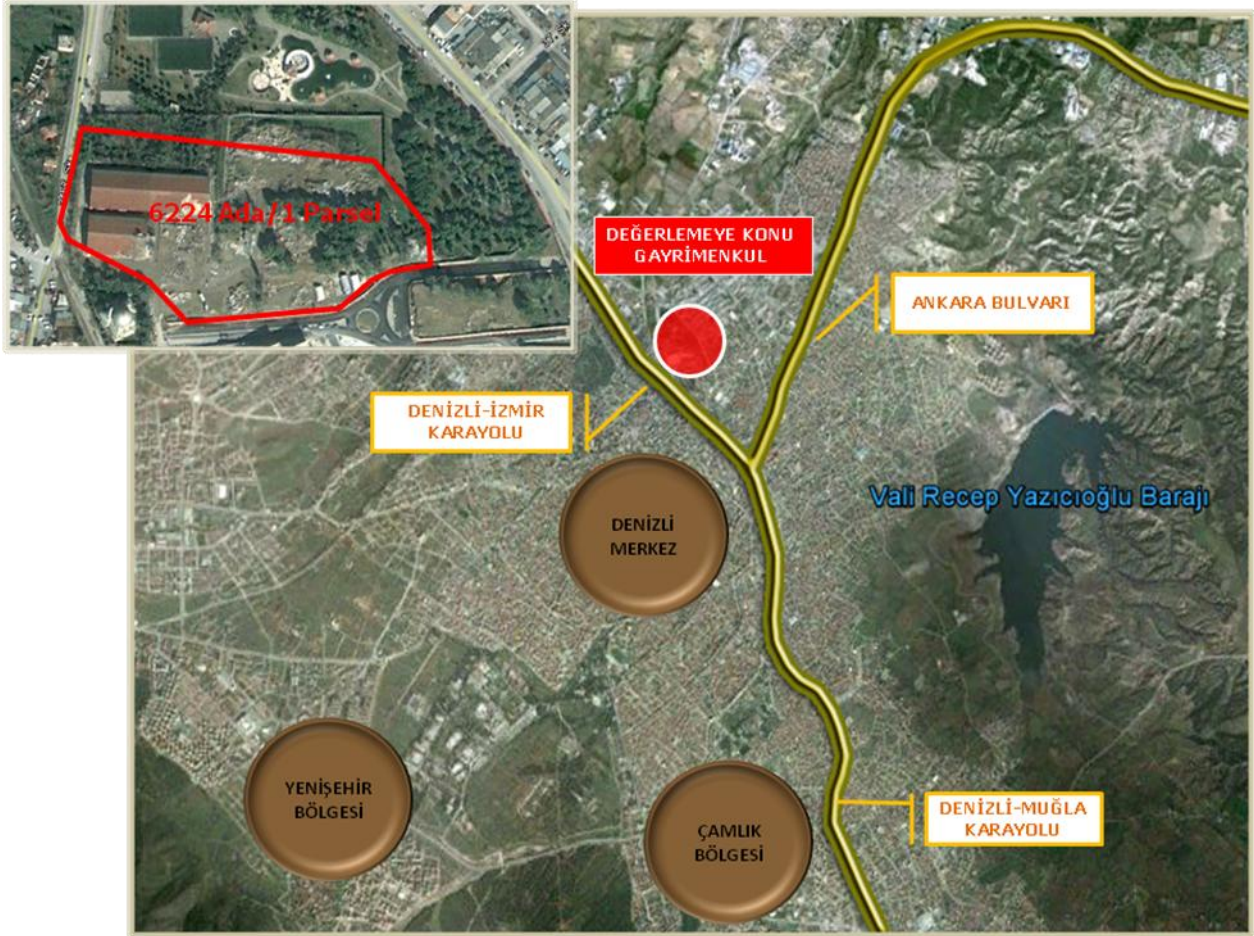 6224 Ada/1 Parsel
DEĞERLEMEYE KONU
GAYRİMENKUL
ANKARA BULVARI
DENİZLİ-İZMİR
KARAYOLU
Vali Recep Yazıcıoğlu Barajı
DENİZLİ
MERKEZ
YENİŞEHİR
BÖLGESİ
ÇAMLIK
BÖLGESİ
DENİZLİ-MUĞLA
KARAYOLU